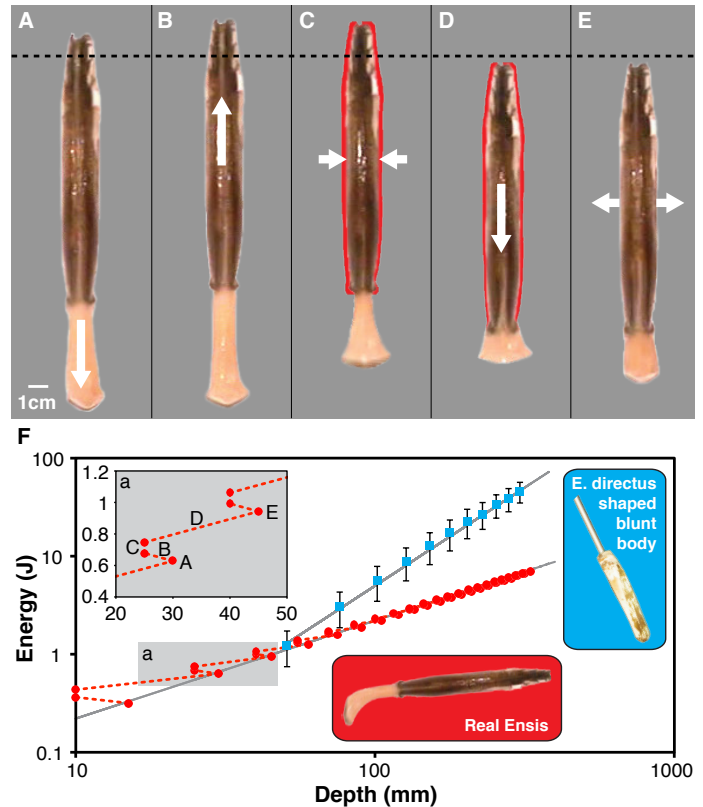 A B C D E
1cm
F
100
10
1
0.1
Energy (J)
10 100 1000
Depth (mm)
a
1.2
1
0.8
0.6
0.4
20 30 40 50
A
B
C
D
E
a
E. directus
shaped
blunt
body
Real Ensis